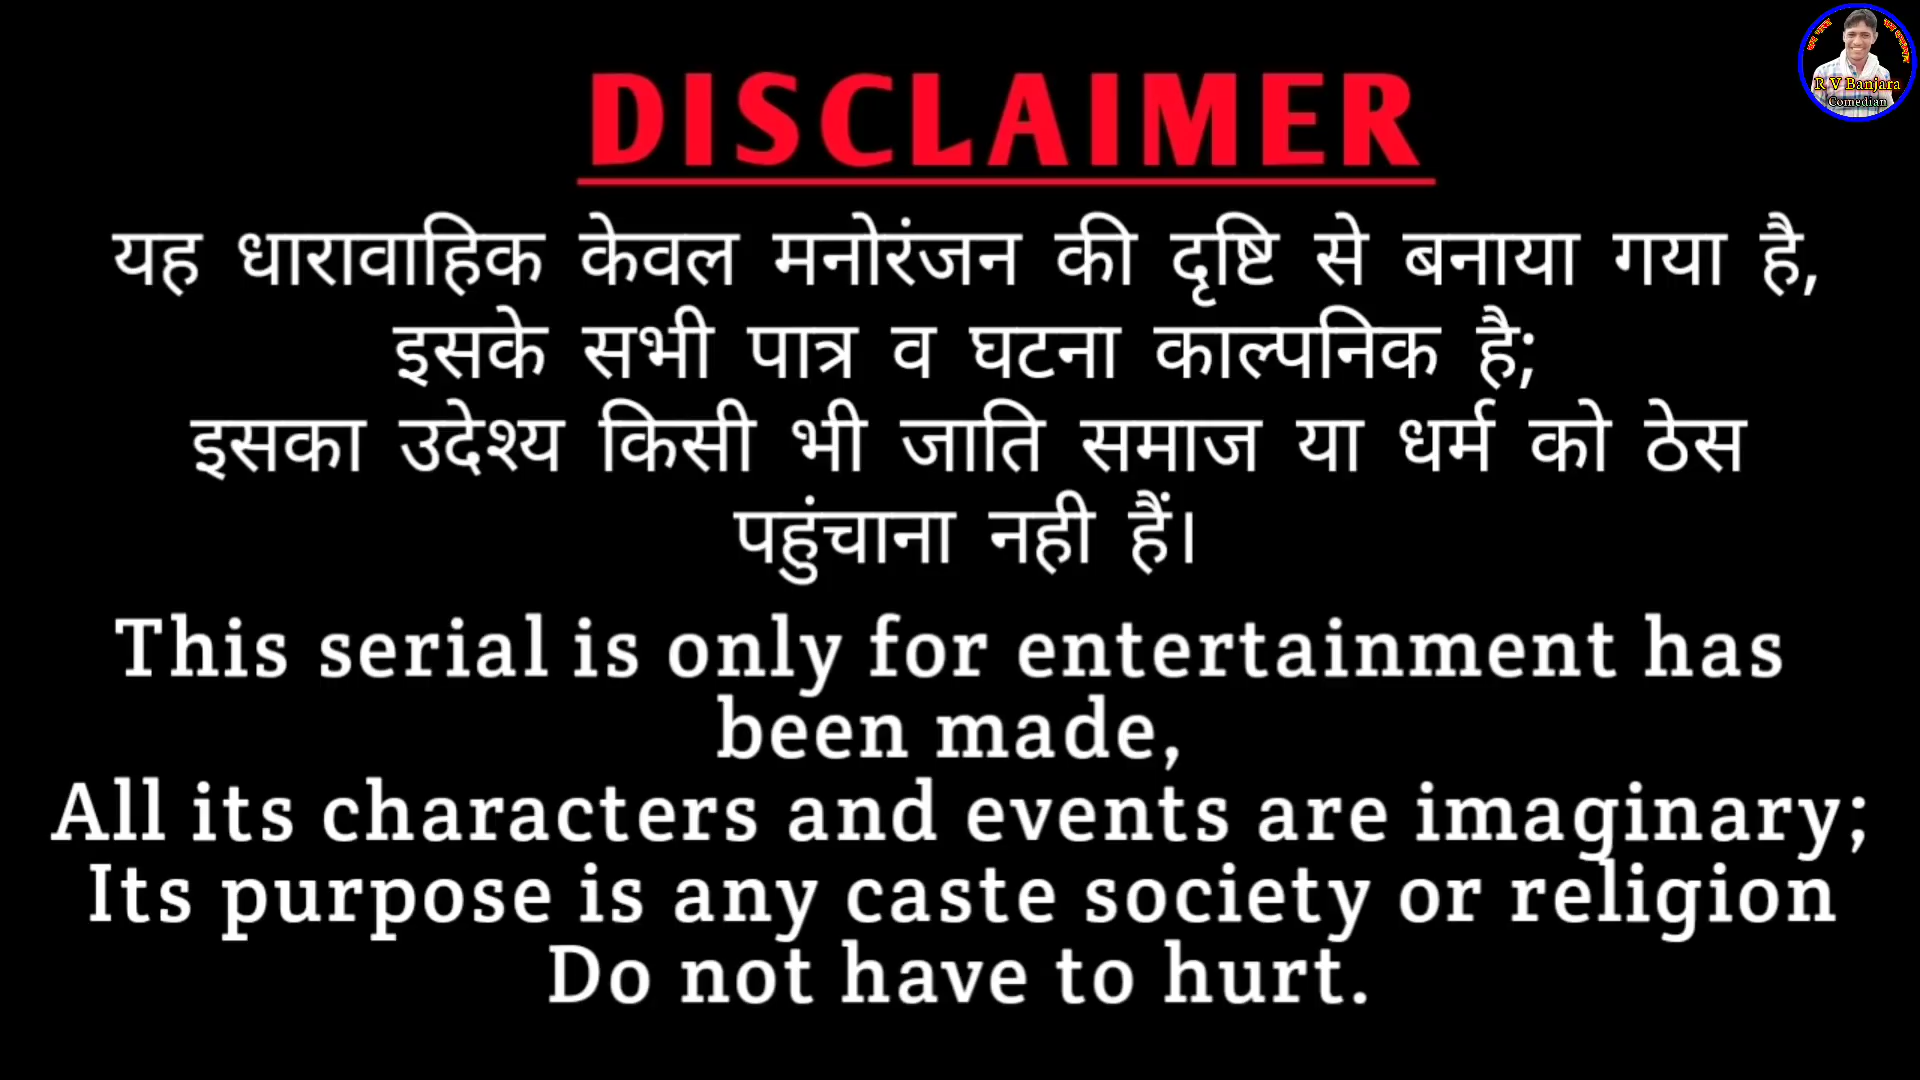 DISCLAIMER
यह धारावाहिक केवल मनोरंजन की दृष्टि से बनाया गया है,
इसके सभी पात्र व घटना काल्पनिक है;
इसका उदेश्य किसी भी जाति समाज या धर्म को ठेस
पहुंचाना नही हैं।
This serial is only for entertainment has
been made,
All its characters and events are imaginary;
Its purpose is any caste society or religion
Do not have to hurt.
R V Banjara
Comedian